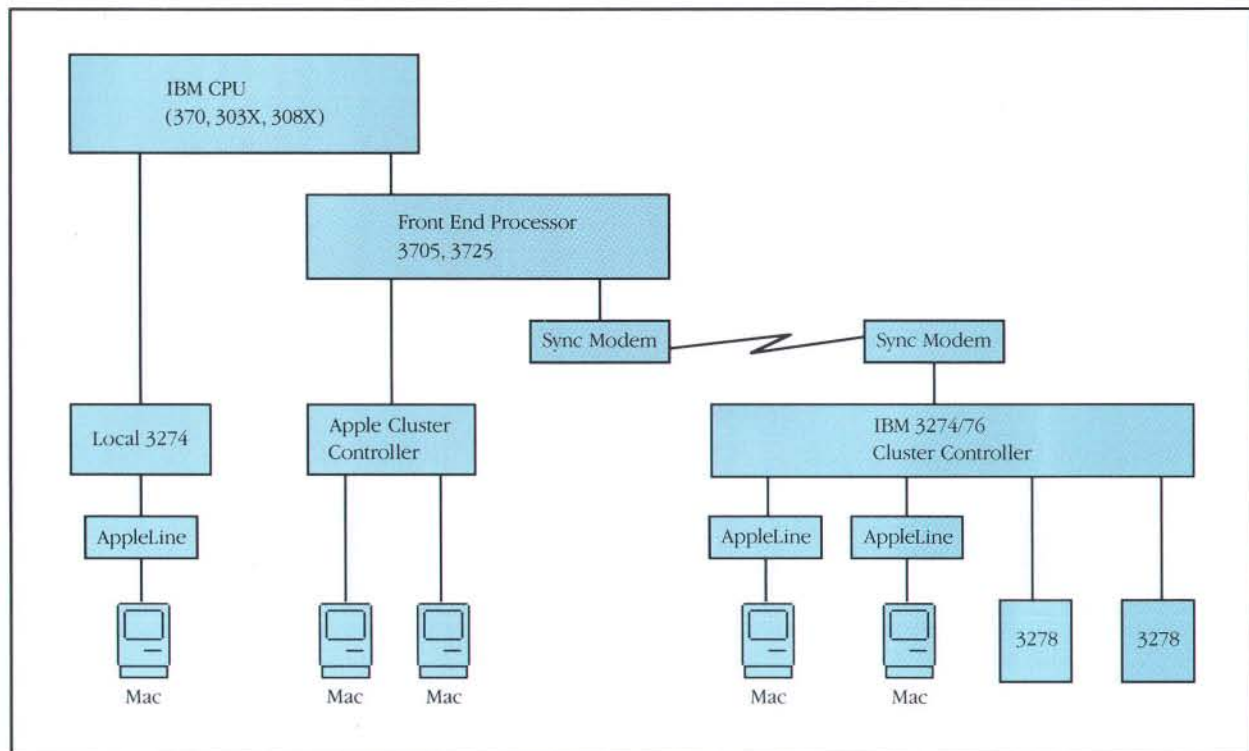 IBM CPU
(370, 303X, 308X)
Front End Processor
3705, 3725
Sync Modem
Sync Modem
Local 3274
Apple Cluster
Controller
IBM 3274/76
Cluster Controller
AppleLine
AppleLine
AppleLine
3278
3278
Mac
Mac
Mac
Mac
Mac